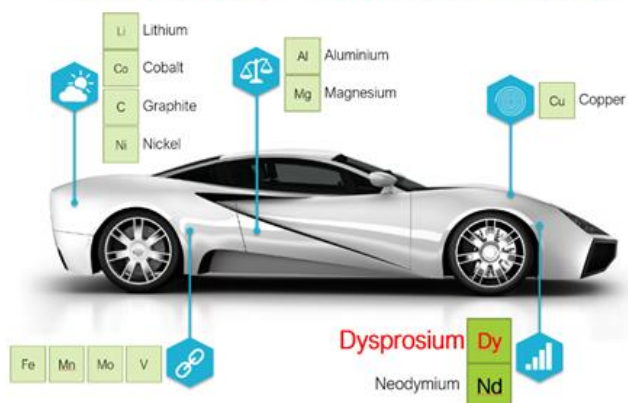 Li Lithium
Co Cobalt
C Graphite
Ni Nickel
Al Aluminium
Mg Magnesium
Cu Copper
Fe Mn Mo V
Dysprosium Dy
Neodymium Nd